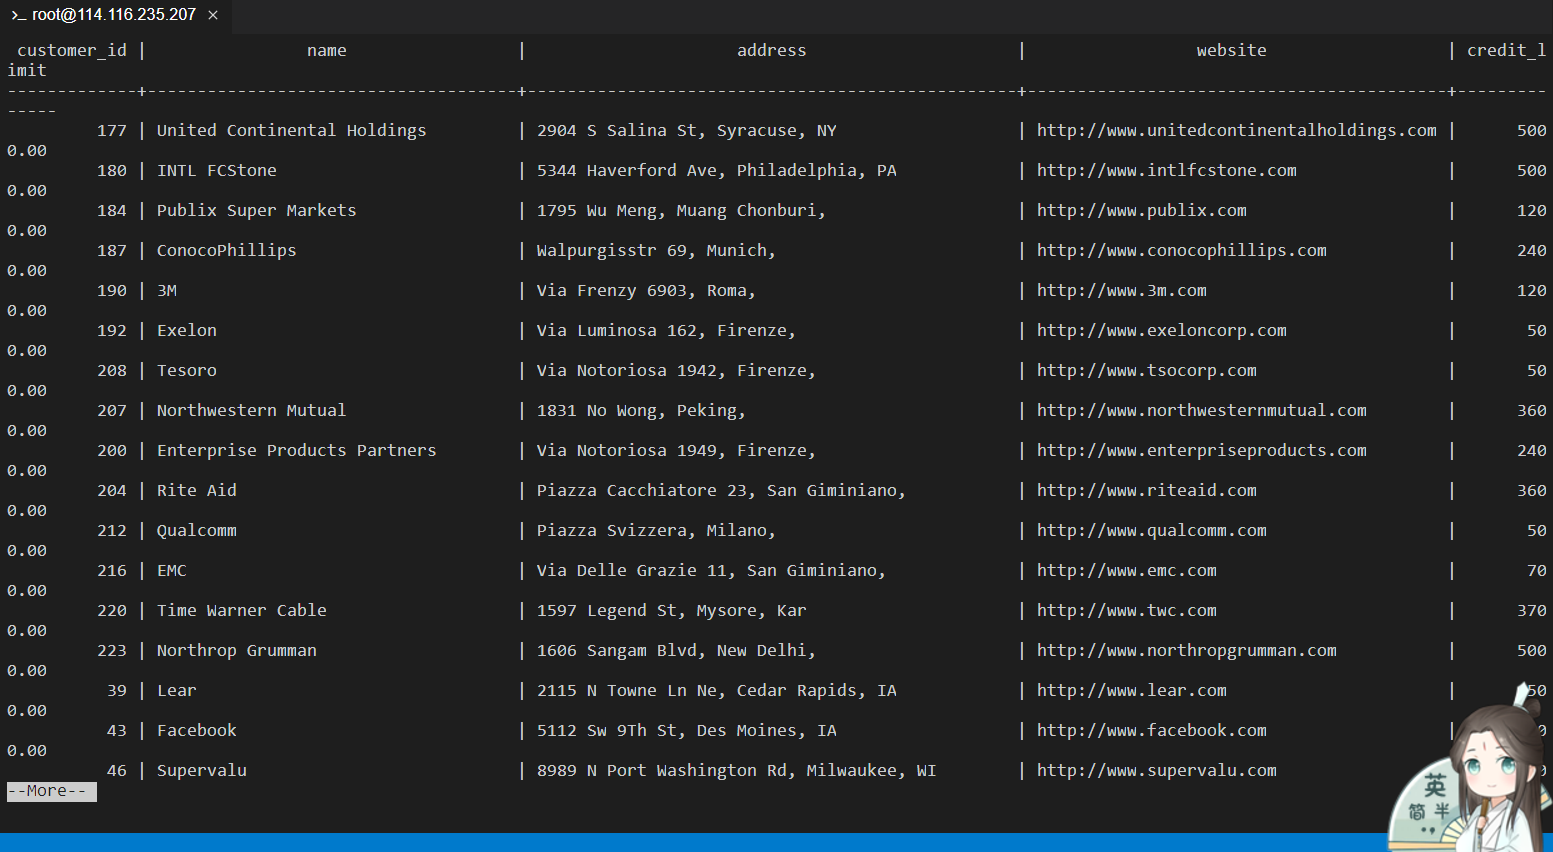 root@114.116.235.207 ×
customer_id | name | address | website | credit_l
imit
-------------+-------------------------------------+-------------------------------------------------+------------------------------------------+---------
-----
177 | United Continental Holdings | 2904 S Salina St, Syracuse, NY | http://www.unitedcontinentalholdings.com | 500
0.00
180 | INTL FCStone | 5344 Haverford Ave, Philadelphia, PA | http://www.intlfcstone.com | 500
0.00
184 | Publix Super Markets | 1795 Wu Meng, Muang Chonburi, | http://www.publix.com | 120
0.00
187 | ConocoPhillips | Walpurgisstr 69, Munich, | http://www.conocophillips.com | 240
0.00
190 | 3M | Via Frenzy 6903, Roma, | http://www.3m.com | 120
0.00
192 | Exelon | Via Luminosa 162, Firenze, | http://www.exeloncorp.com | 50
0.00
208 | Tesoro | Via Notoriosa 1942, Firenze, | http://www.tsocorp.com | 50
0.00
207 | Northwestern Mutual | 1831 No Wong, Peking, | http://www.northwesternmutual.com | 360
0.00
200 | Enterprise Products Partners | Via Notoriosa 1949, Firenze, | http://www.enterpriseproducts.com | 240
0.00
204 | Rite Aid | Piazza Cacchiatore 23, San Giminiano, | http://www.riteaid.com | 360
0.00
212 | Qualcomm | Piazza Svizzera, Milano, | http://www.qualcomm.com | 50
0.00
216 | EMC | Via Delle Grazie 11, San Giminiano, | http://www.emc.com | 70
0.00
220 | Time Warner Cable | 1597 Legend St, Mysore, Kar | http://www.twc.com | 370
0.00
223 | Northrop Grumman | 1606 Sangam Blvd, New Delhi, | http://www.northropgrumman.com | 500
0.00
39 | Lear | 2115 N Towne Ln Ne, Cedar Rapids, IA | http://www.lear.com | 50
0.00
43 | Facebook | 5112 Sw 9Th St, Des Moines, IA | http://www.facebook.com |
0.00
46 | Supervalu | 8989 N Port Washington Rd, Milwaukee, WI | http://www.supervalu.com |
--More--
英
简 半